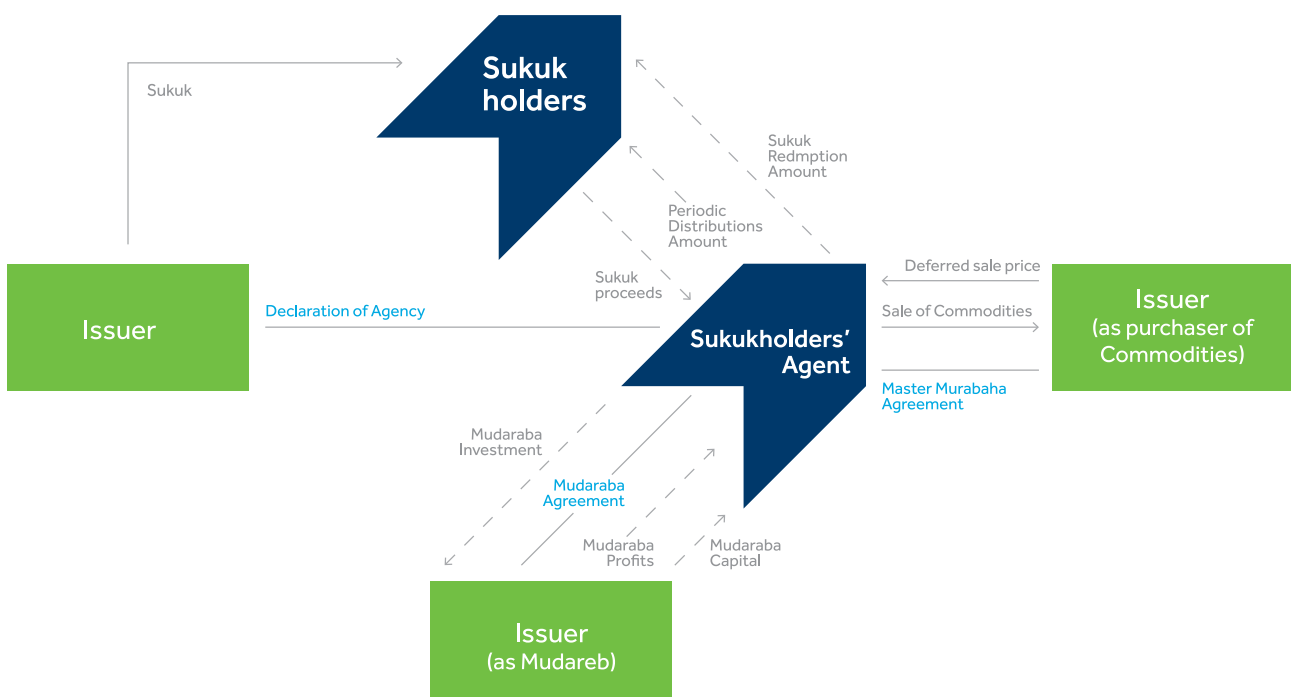 Sukuk
holders
Sukuk
Sukuk
Redmption
Amount
Periodic
Distributions
Amount
Sukuk
proceeds
Deferred sale price
Issuer
Declaration of Agency
Sukukholders’
Agent
Sale of Commodities
Issuer
(as purchaser of
Commodities)
Master Murabaha
Agreement
Mudaraba
Investment
Mudaraba
Agreement
Mudaraba
Profits
Mudaraba
Capital
Issuer
(as Mudareb)